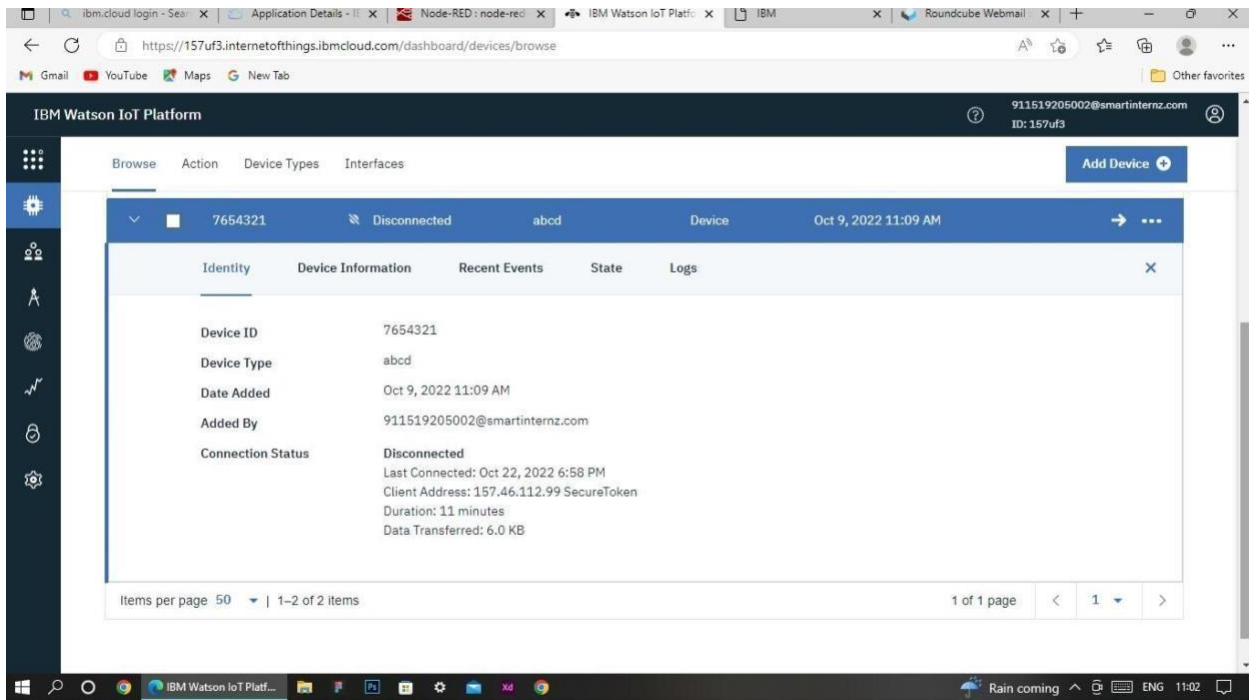 ibm.cloud login - Sear
Application Details - I
Node-RED : node-red
IBM Watson IoT Platfo
IBM
Roundcube Webmail
https://157uf3.internetofthings.ibmcloud.com/dashboard/devices/browse
Gmail YouTube Maps New Tab Other favorites
IBM Watson IoT Platform
911519205002@smartinternz.com
ID: 157uf3
Browse Action Device Types Interfaces Add Device
7654321 Disconnected abcd Device Oct 9, 2022 11:09 AM
Identity Device Information Recent Events State Logs
Device ID 7654321
Device Type abcd
Date Added Oct 9, 2022 11:09 AM
Added By 911519205002@smartinternz.com
Connection Status Disconnected
Last Connected: Oct 22, 2022 6:58 PM
Client Address: 157.46.112.99 SecureToken
Duration: 11 minutes
Data Transferred: 6.0 KB
Items per page 50 | 1–2 of 2 items 1 of 1 page < 1 >
IBM Watson IoT Platf... Ps Xd Rain coming ENG 11:02